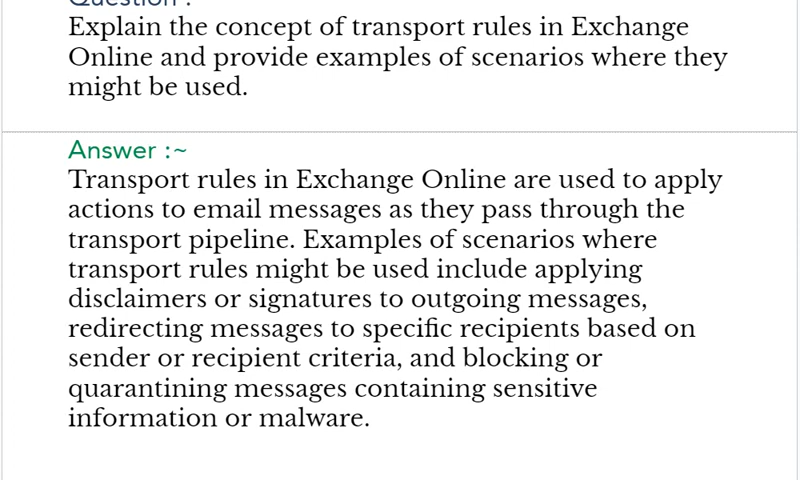 Question :
Explain the concept of transport rules in Exchange
Online and provide examples of scenarios where they
might be used.
Answer :~
Transport rules in Exchange Online are used to apply
actions to email messages as they pass through the
transport pipeline. Examples of scenarios where
transport rules might be used include applying
disclaimers or signatures to outgoing messages,
redirecting messages to specific recipients based on
sender or recipient criteria, and blocking or
quarantining messages containing sensitive
information or malware.